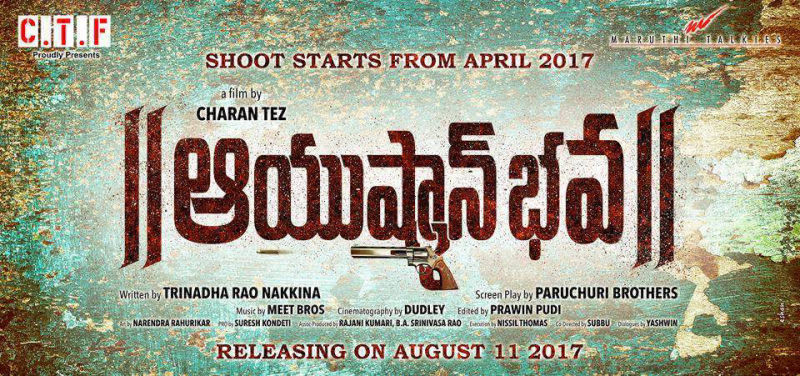 C.T.F
Proudly Presents
MARUTHI TALKIES
SHOOT STARTS FROM APRIL 2017
a film by
CHARAN TEZ
||ఆయుష్మాన్ భవ||
Written by TRINADHA RAO NAKKINA
Screen Play by PARUCHURI BROTHERS
Music by MEET BROS Cinematography by DUDLEY Edited by PRAWIN PUDI
Art by NARENDRA RAHURIKAR PRO by SURESH KONDETI Asso. Produced by RAJANI KUMARI, B.A. SRINIVASA RAO Execution by NISSIL THOMAS Co Directed by SUBBU Dialogues by YASHWIN
RELEASING ON AUGUST 11 2017